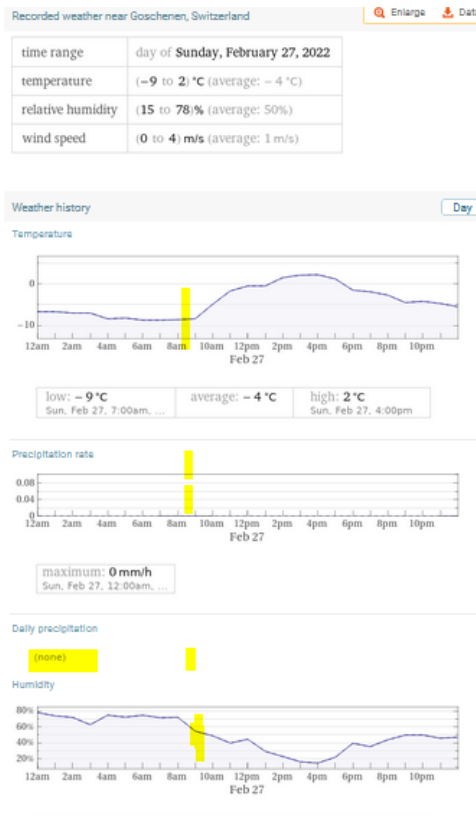 Recorded weather near Goschenen, Switzerland
Enlarge
Data
time range day of Sunday, February 27, 2022
temperature (−9 to 2) °C (average: − 4 °C)
relative humidity (15 to 78)% (average: 50%)
wind speed (0 to 4) m/s (average: 1 m/s)
Weather history
Day
Temperature
0
−10
12am 2am 4am 6am 8am 10am 12pm 2pm 4pm 6pm 8pm 10pm
Feb 27
low: − 9 °C average: − 4 °C high: 2 °C
Sun, Feb 27, 7:00am, ... Sun, Feb 27, 4:00pm
Precipitation rate
0.08
0.04
0
12am 2am 4am 6am 8am 10am 12pm 2pm 4pm 6pm 8pm 10pm
Feb 27
maximum: 0 mm/h
Sun, Feb 27, 12:00am, ...
Daily precipitation
(none)
Humidity
80%
60%
40%
20%
12am 2am 4am 6am 8am 10am 12pm 2pm 4pm 6pm 8pm 10pm
Feb 27